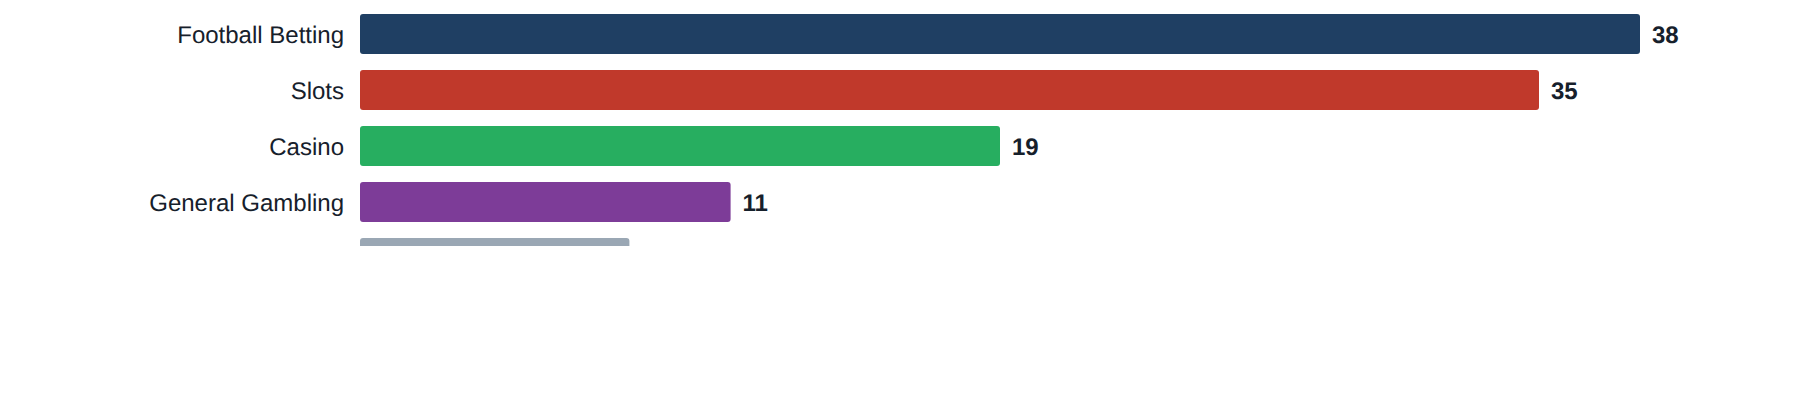 Football Betting 38
Slots 35
Casino 19
General Gambling 11